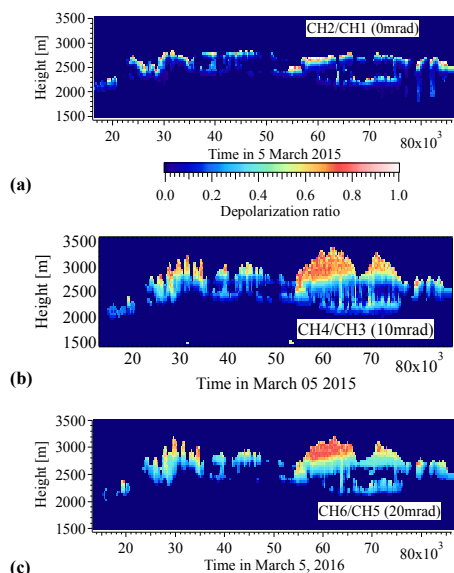 CH2/CH1 (0mrad)
3500
3000
2500
2000
1500
Height [m]
20 30 40 50 60 70
80x10³
Time in 5 March 2015
(a)
0.0 0.2 0.4 0.6 0.8 1.0
Depolarization ratio
3500
3000
2500
2000
1500
Height [m]
CH4/CH3 (10mrad)
20 30 40 50 60 70
80x10³
(b)
Time in March 05 2015
3500
3000
2500
2000
1500
Height [m]
CH6/CH5 (20mrad)
20 30 40 50 60 70
80x10³
(c)
Time in March 5, 2016